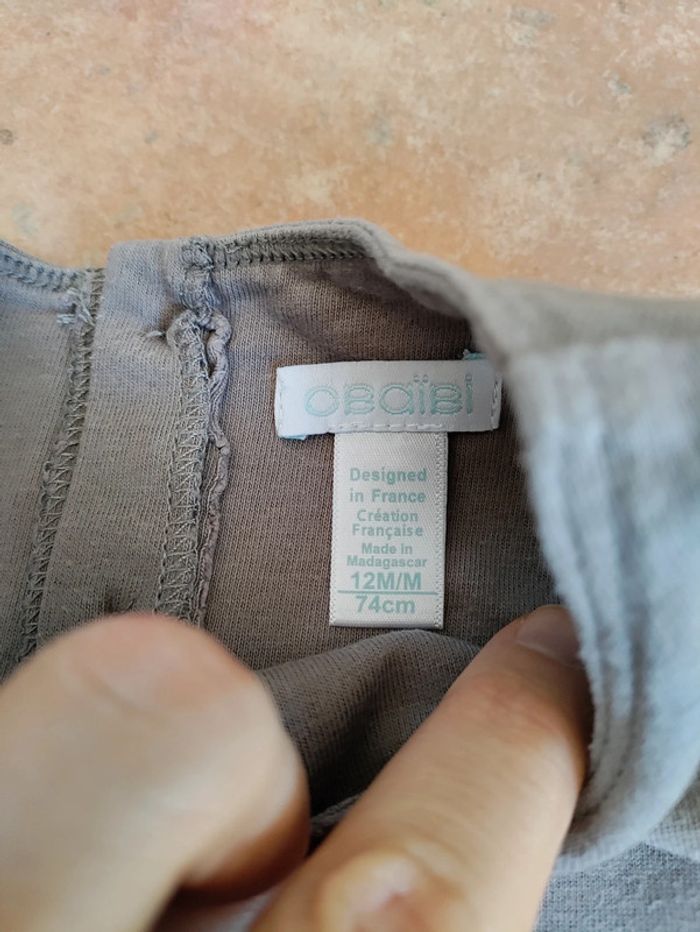 OBAÏBI
Designed
in France
Création
Française
Made in
Madagascar
12M/M
74cm